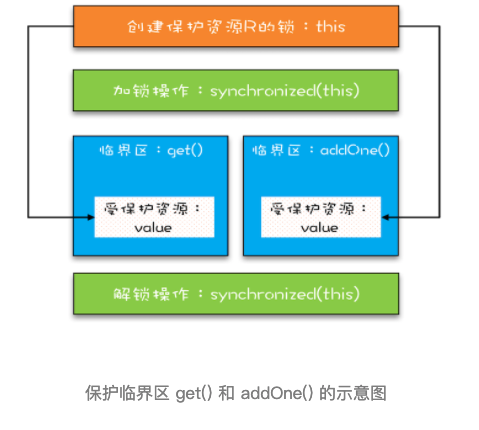 创建保护资源R的锁：this
加锁操作：synchronized(this)
临界区：get()
受保护资源：
value
临界区：addOne()
受保护资源：
value
解锁操作：synchronized(this)
保护临界区 get() 和 addOne() 的示意图